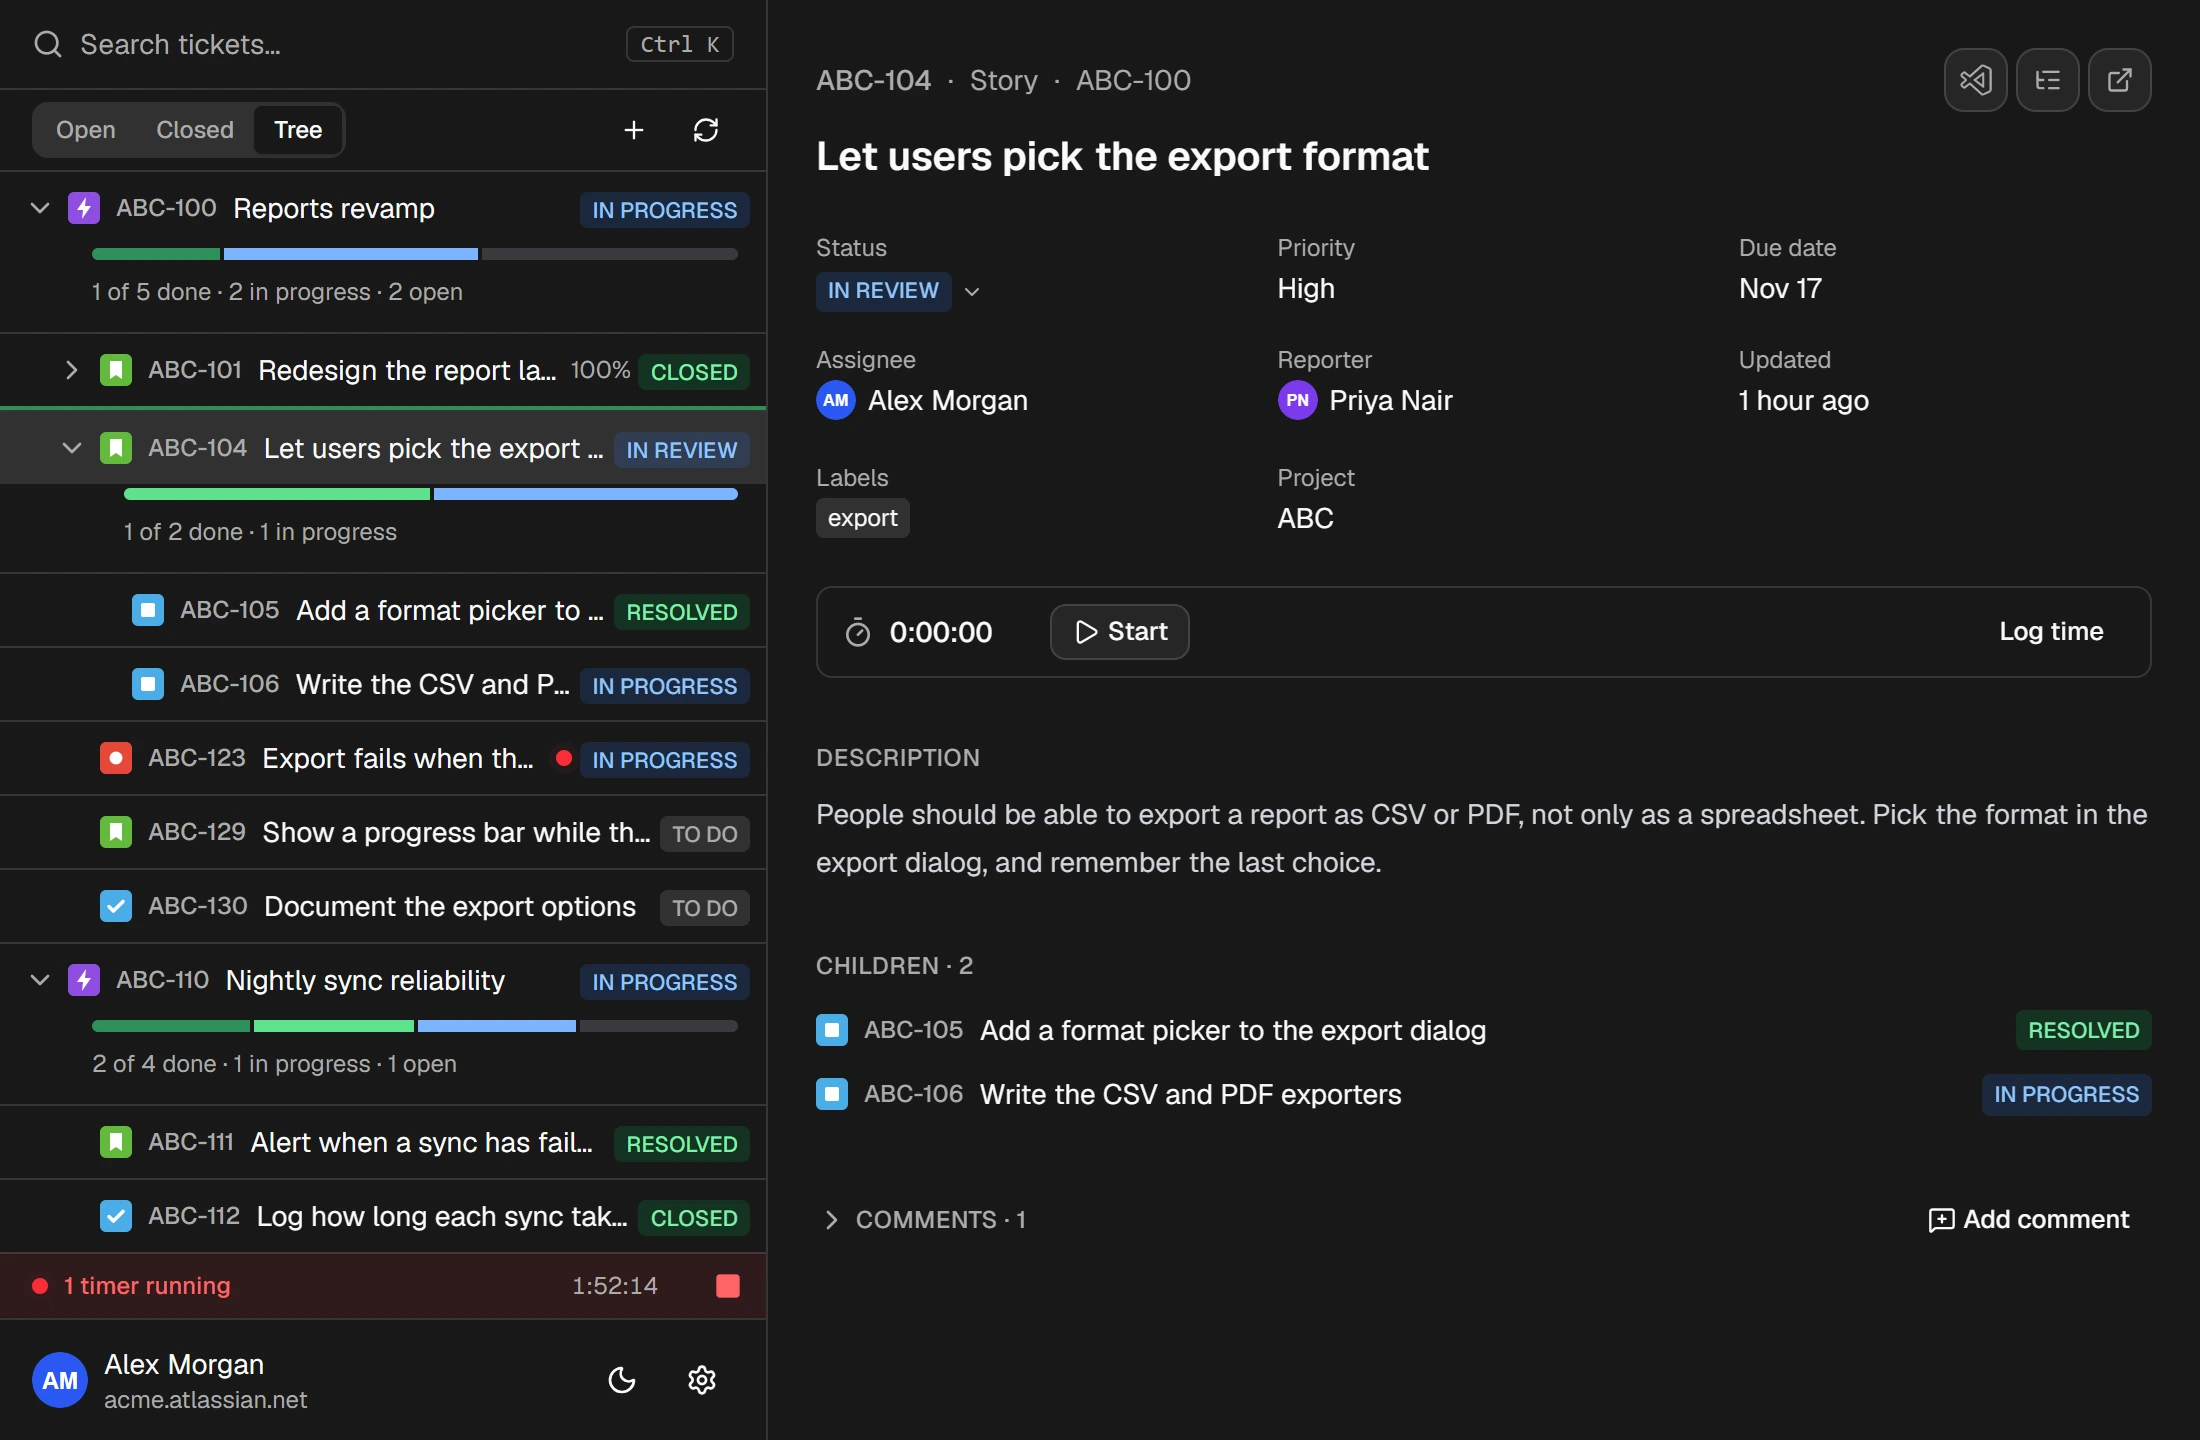 Search tickets...
Ctrl K
Open Closed Tree
ABC-100 Reports revamp IN PROGRESS
1 of 5 done · 2 in progress · 2 open
ABC-101 Redesign the report la... 100% CLOSED
ABC-104 Let users pick the export ... IN REVIEW
1 of 2 done · 1 in progress
ABC-105 Add a format picker to ... RESOLVED
ABC-106 Write the CSV and P... IN PROGRESS
ABC-123 Export fails when th... IN PROGRESS
ABC-129 Show a progress bar while th... TO DO
ABC-130 Document the export options TO DO
ABC-110 Nightly sync reliability IN PROGRESS
2 of 4 done · 1 in progress · 1 open
ABC-111 Alert when a sync has fail... RESOLVED
ABC-112 Log how long each sync tak... CLOSED
1 timer running 1:52:14
AM Alex Morgan
acme.atlassian.net
ABC-104 · Story · ABC-100
Let users pick the export format
Status Priority Due date
IN REVIEW High Nov 17
Assignee Reporter Updated
AM Alex Morgan PN Priya Nair 1 hour ago
Labels Project
export ABC
0:00:00 Start Log time
DESCRIPTION
People should be able to export a report as CSV or PDF, not only as a spreadsheet. Pick the format in the
export dialog, and remember the last choice.
CHILDREN · 2
ABC-105 Add a format picker to the export dialog RESOLVED
ABC-106 Write the CSV and PDF exporters IN PROGRESS
COMMENTS · 1 Add comment